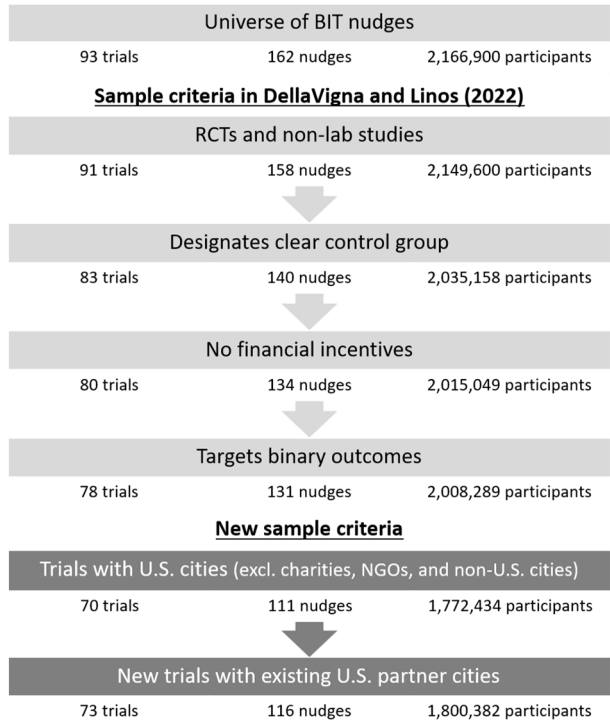 Universe of BIT nudges
93 trials 162 nudges 2,166,900 participants
Sample criteria in DellaVigna and Linos (2022)
RCTs and non-lab studies
91 trials 158 nudges 2,149,600 participants
Designates clear control group
83 trials 140 nudges 2,035,158 participants
No financial incentives
80 trials 134 nudges 2,015,049 participants
Targets binary outcomes
78 trials 131 nudges 2,008,289 participants
New sample criteria
Trials with U.S. cities (excl. charities, NGOs, and non-U.S. cities)
70 trials 111 nudges 1,772,434 participants
New trials with existing U.S. partner cities
73 trials 116 nudges 1,800,382 participants